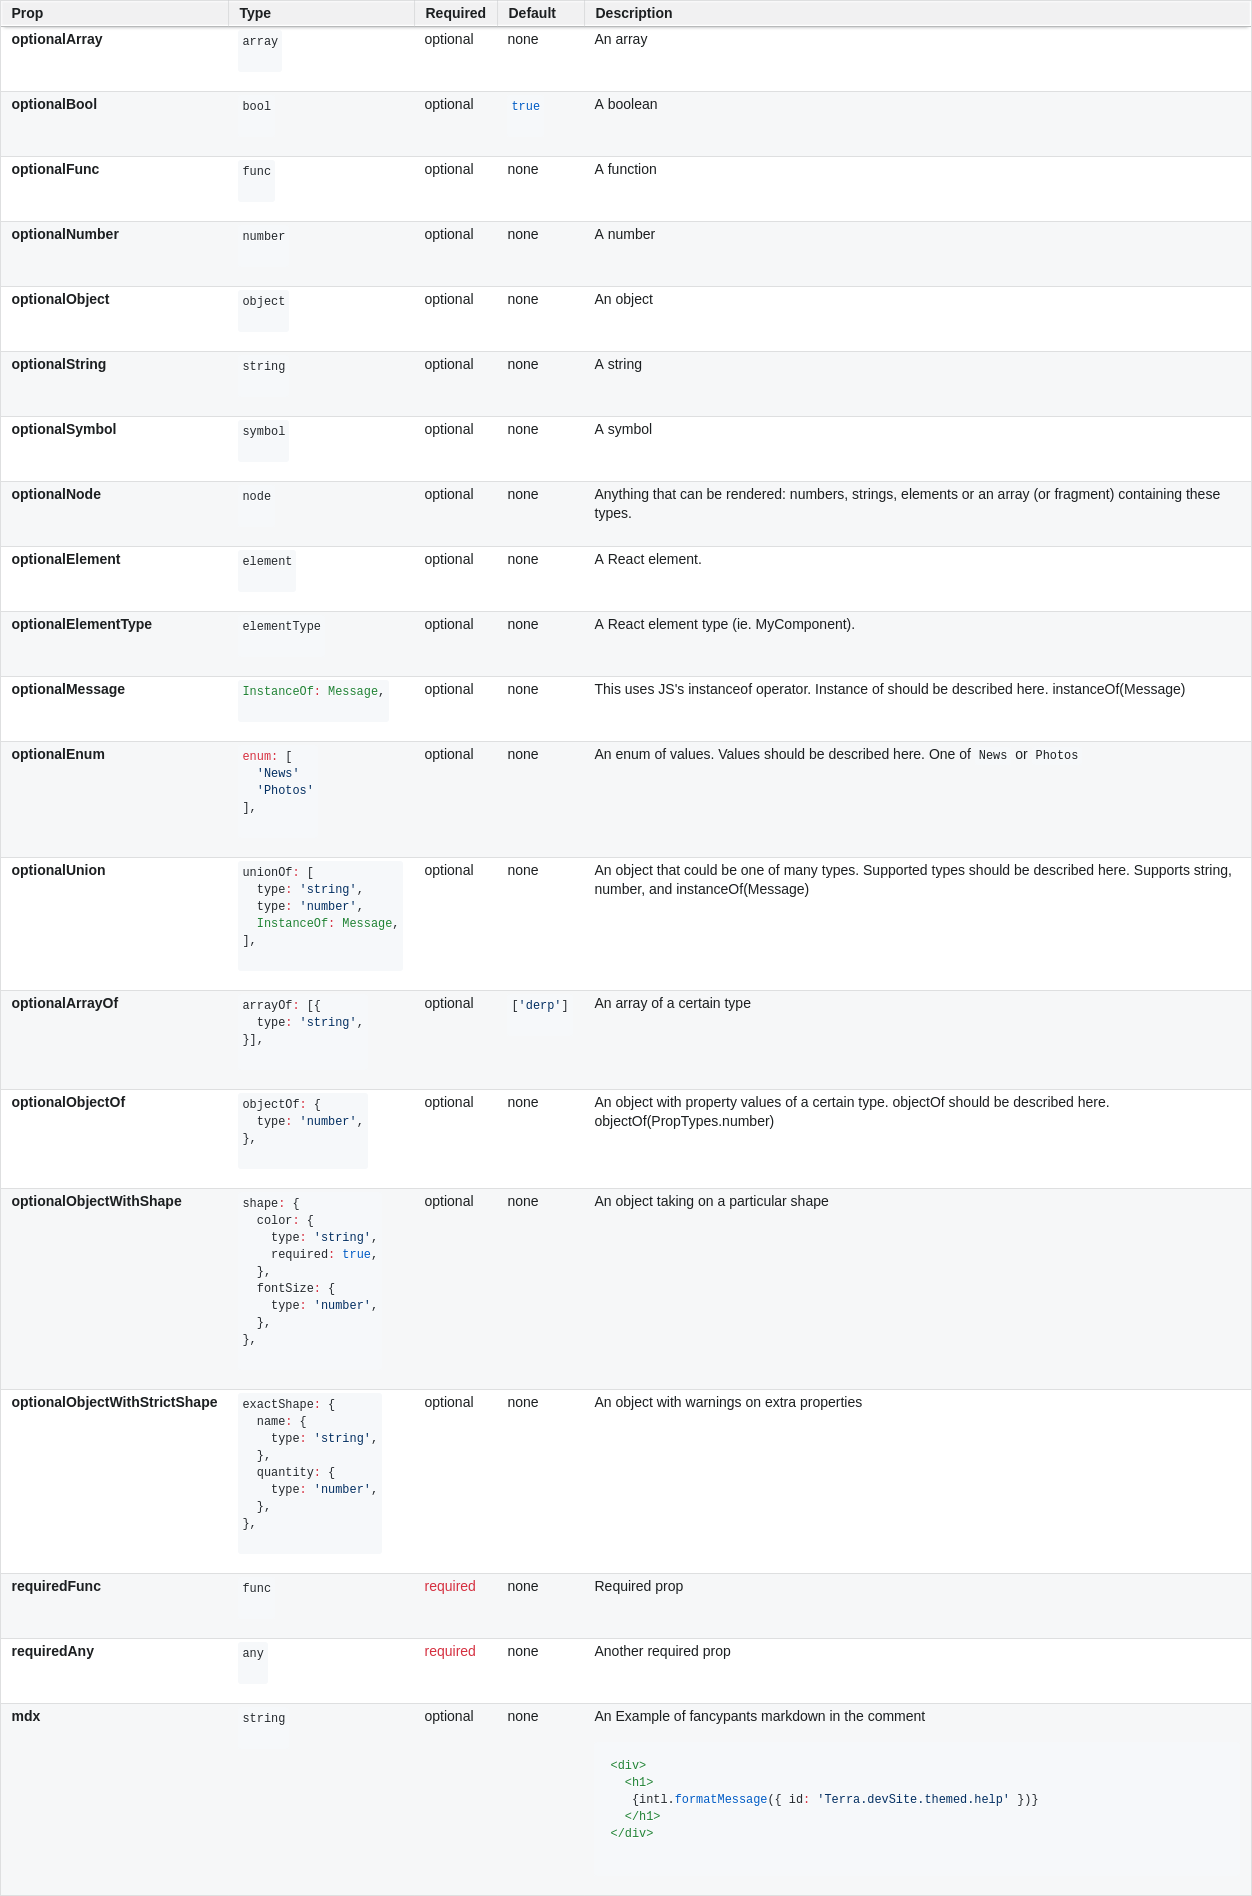 Prop Type Required Default Description
optionalArray array optional none An array
optionalBool bool optional true A boolean
optionalFunc func optional none A function
optionalNumber number optional none A number
optionalObject object optional none An object
optionalString string optional none A string
optionalSymbol symbol optional none A symbol
optionalNode node optional none Anything that can be rendered: numbers, strings, elements or an array (or fragment) containing these
types.
optionalElement element optional none A React element.
optionalElementType elementType optional none A React element type (ie. MyComponent).
optionalMessage InstanceOf: Message, optional none This uses JS's instanceof operator. Instance of should be described here. instanceOf(Message)
optionalEnum enum: [ optional none An enum of values. Values should be described here. One of News or Photos
'News'
'Photos'
],
optionalUnion unionOf: [ optional none An object that could be one of many types. Supported types should be described here. Supports string,
type: 'string', number, and instanceOf(Message)
type: 'number',
InstanceOf: Message,
],
optionalArrayOf arrayOf: [{ optional ['derp'] An array of a certain type
type: 'string',
}],
optionalObjectOf objectOf: { optional none An object with property values of a certain type. objectOf should be described here.
type: 'number', objectOf(PropTypes.number)
},
optionalObjectWithShape shape: { optional none An object taking on a particular shape
color: {
type: 'string',
required: true,
},
fontSize: {
type: 'number',
},
},
optionalObjectWithStrictShape exactShape: { optional none An object with warnings on extra properties
name: {
type: 'string',
},
quantity: {
type: 'number',
},
},
requiredFunc func required none Required prop
requiredAny any required none Another required prop
mdx string optional none An Example of fancypants markdown in the comment
<div>
<h1>
{intl.formatMessage({ id: 'Terra.devSite.themed.help' })}
</h1>
</div>